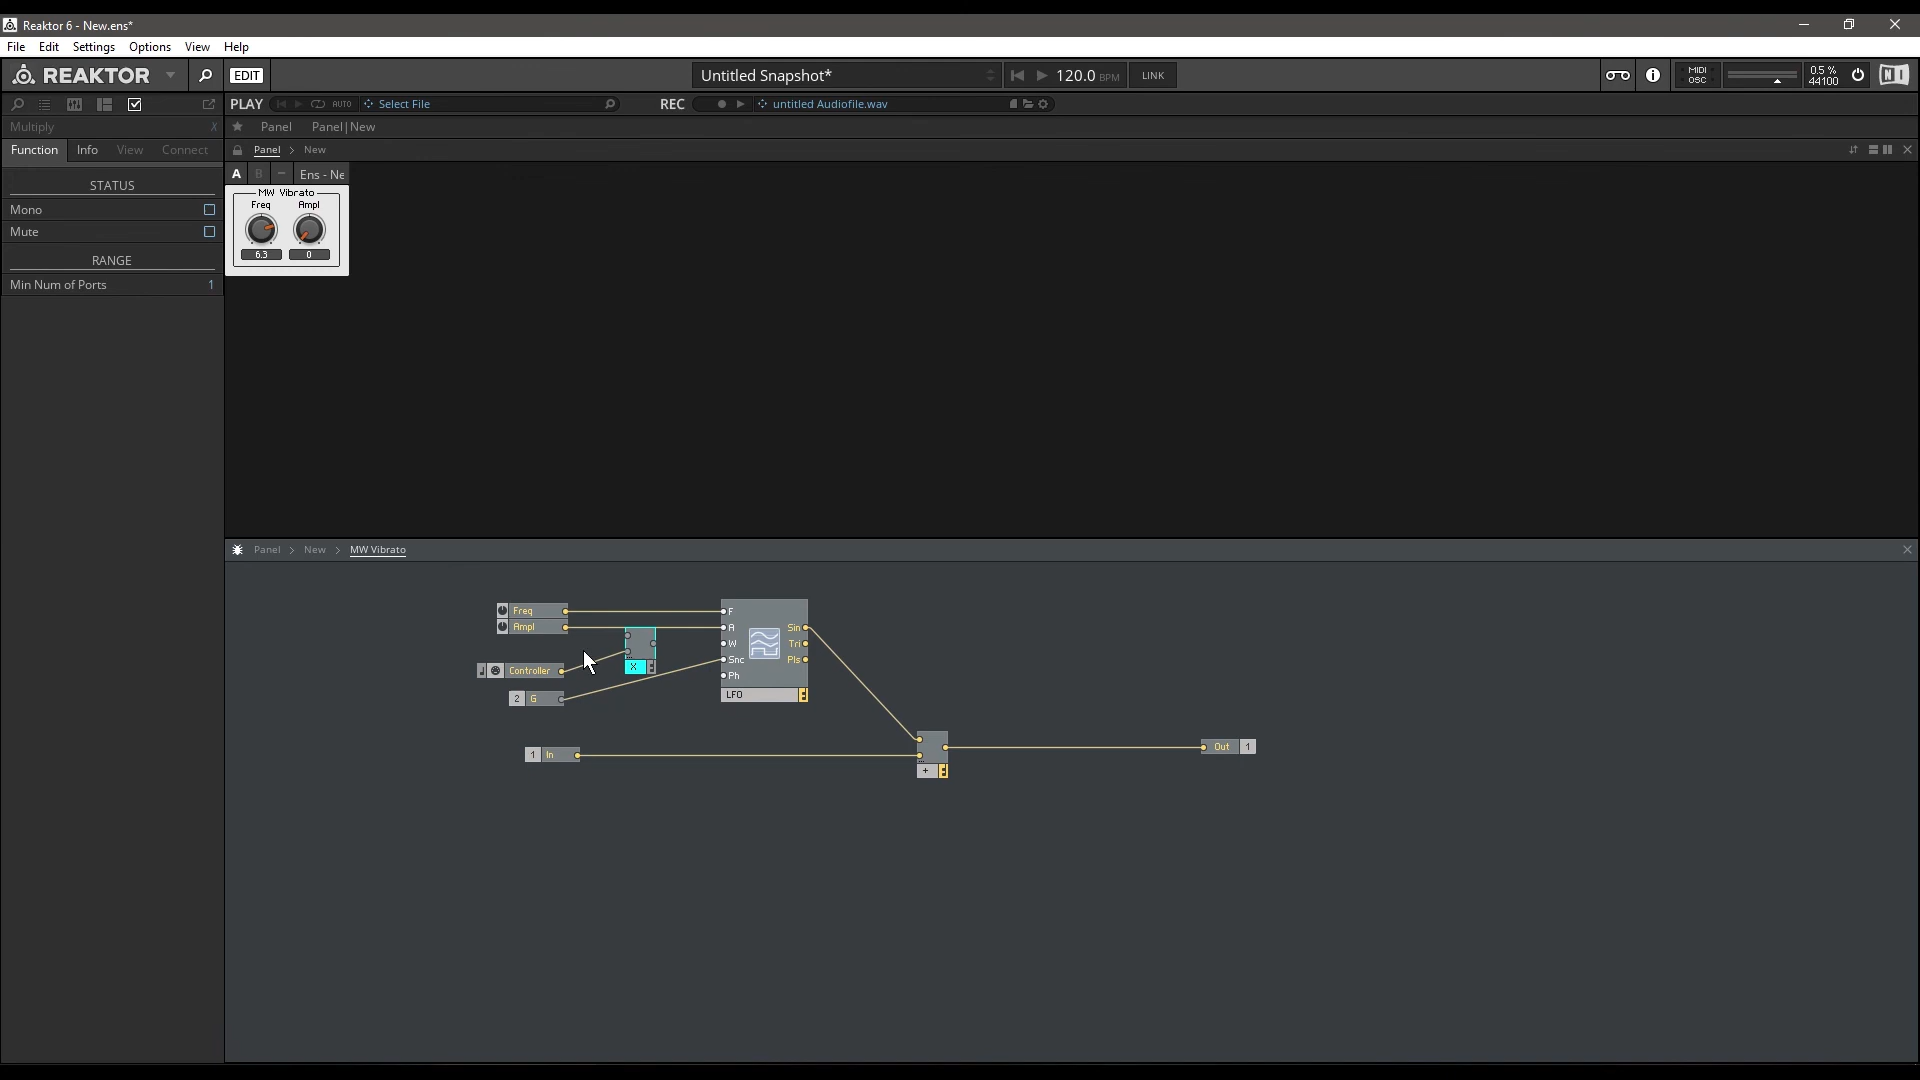 Reaktor 6 - New.ens*
File Edit Settings Options View Help
REAKTOR EDIT Untitled Snapshot* 120.0 BPM LINK MIDI OSC 0.5 % 44100 NI
PLAY AUTO Select File REC untitled Audiofile.wav
Multiply X
Panel Panel|New
Function Info View Connect
Panel > New
A B Ens - Ne
STATUS
Mono
Mute
RANGE
Min Num of Ports 1
MW Vibrato
Freq Ampl
6.3 0
Panel > New > MW Vibrato
Freq
Ampl
Controller
2 G
1 In
X
F
A
W
Snc
Ph
Sin
Tri
Pls
LFO
+
Out 1